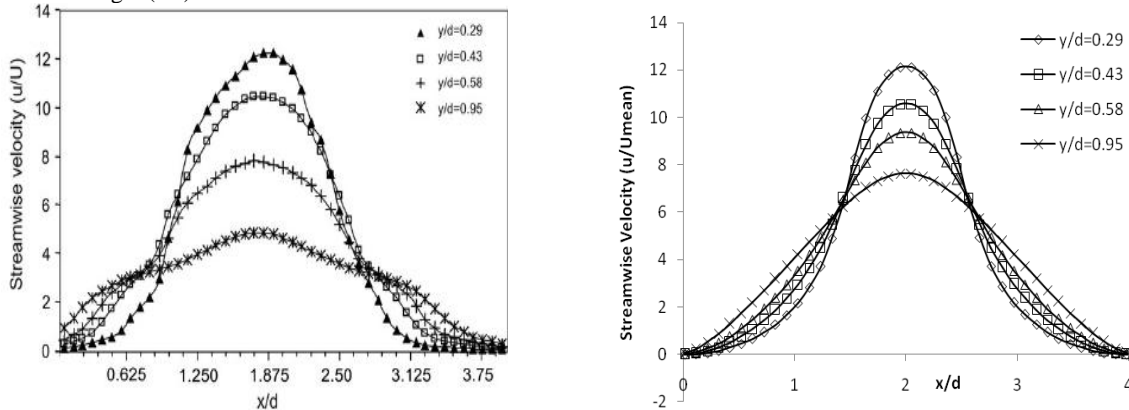 14
12
10
8
6
4
2
0
Streamwise velocity (u/U)
y/d=0.29
y/d=0.43
y/d=0.58
y/d=0.95
0.625 1.250 1.875 2.50 3.125 3.75
x/d
14
12
10
8
6
4
2
0
-2
Streamwise Velocity (u/Umean)
y/d=0.29
y/d=0.43
y/d=0.58
y/d=0.95
0 1 2 3 4
x/d